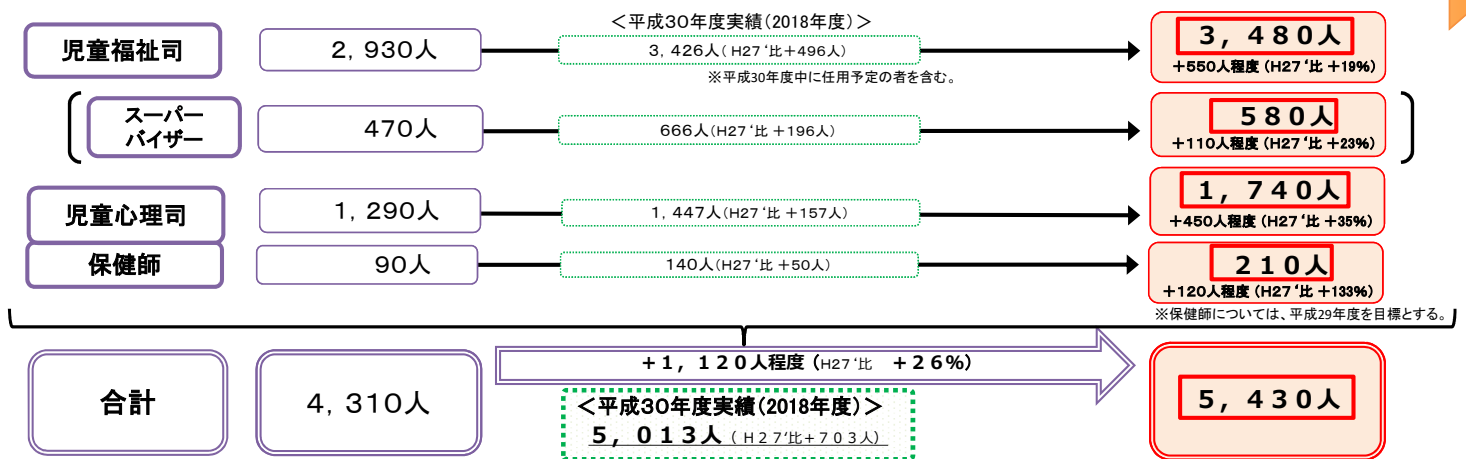 <平成30年度実績(2018年度)>
児童福祉司
2,930人
3,426人(H27‘比+496人)
※平成30年度中に任用予定の者を含む。
3,480人
+550人程度 (H27‘比 +19%)
スーパー
バイザー
470人
666人(H27‘比 +196人)
580人
+110人程度 (H27‘比 +23%)
児童心理司
1,290人
1,447人(H27‘比 +157人)
1,740人
+450人程度 (H27‘比 +35%)
保健師
90人
140人(H27‘比 +50人)
210人
+120人程度 (H27‘比 +133%)
※保健師については、平成29年度を目標とする。
合計
4,310人
+1,120人程度 (H27‘比 +26%)
<平成30年度実績(2018年度)>
5,013人 (H27‘比+703人)
5,430人